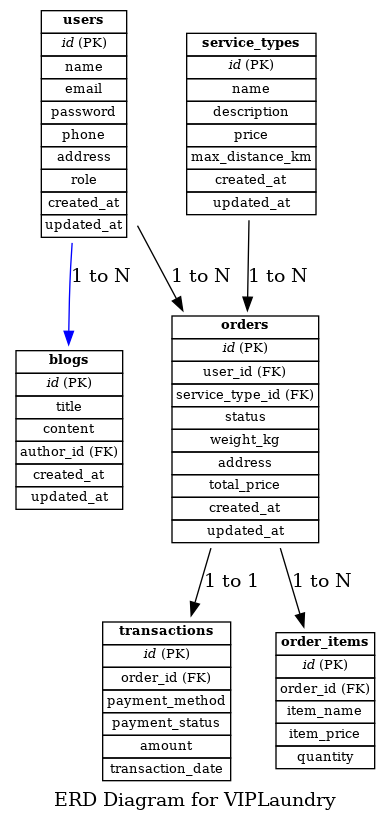 users
id (PK)
name
email
password
phone
address
role
created_at
updated_at
service_types
id (PK)
name
description
price
max_distance_km
created_at
updated_at
1 to N
1 to N
1 to N
blogs
id (PK)
title
content
author_id (FK)
created_at
updated_at
orders
id (PK)
user_id (FK)
service_type_id (FK)
status
weight_kg
address
total_price
created_at
updated_at
1 to 1
1 to N
transactions
id (PK)
order_id (FK)
payment_method
payment_status
amount
transaction_date
order_items
id (PK)
order_id (FK)
item_name
item_price
quantity
ERD Diagram for VIPLaundry